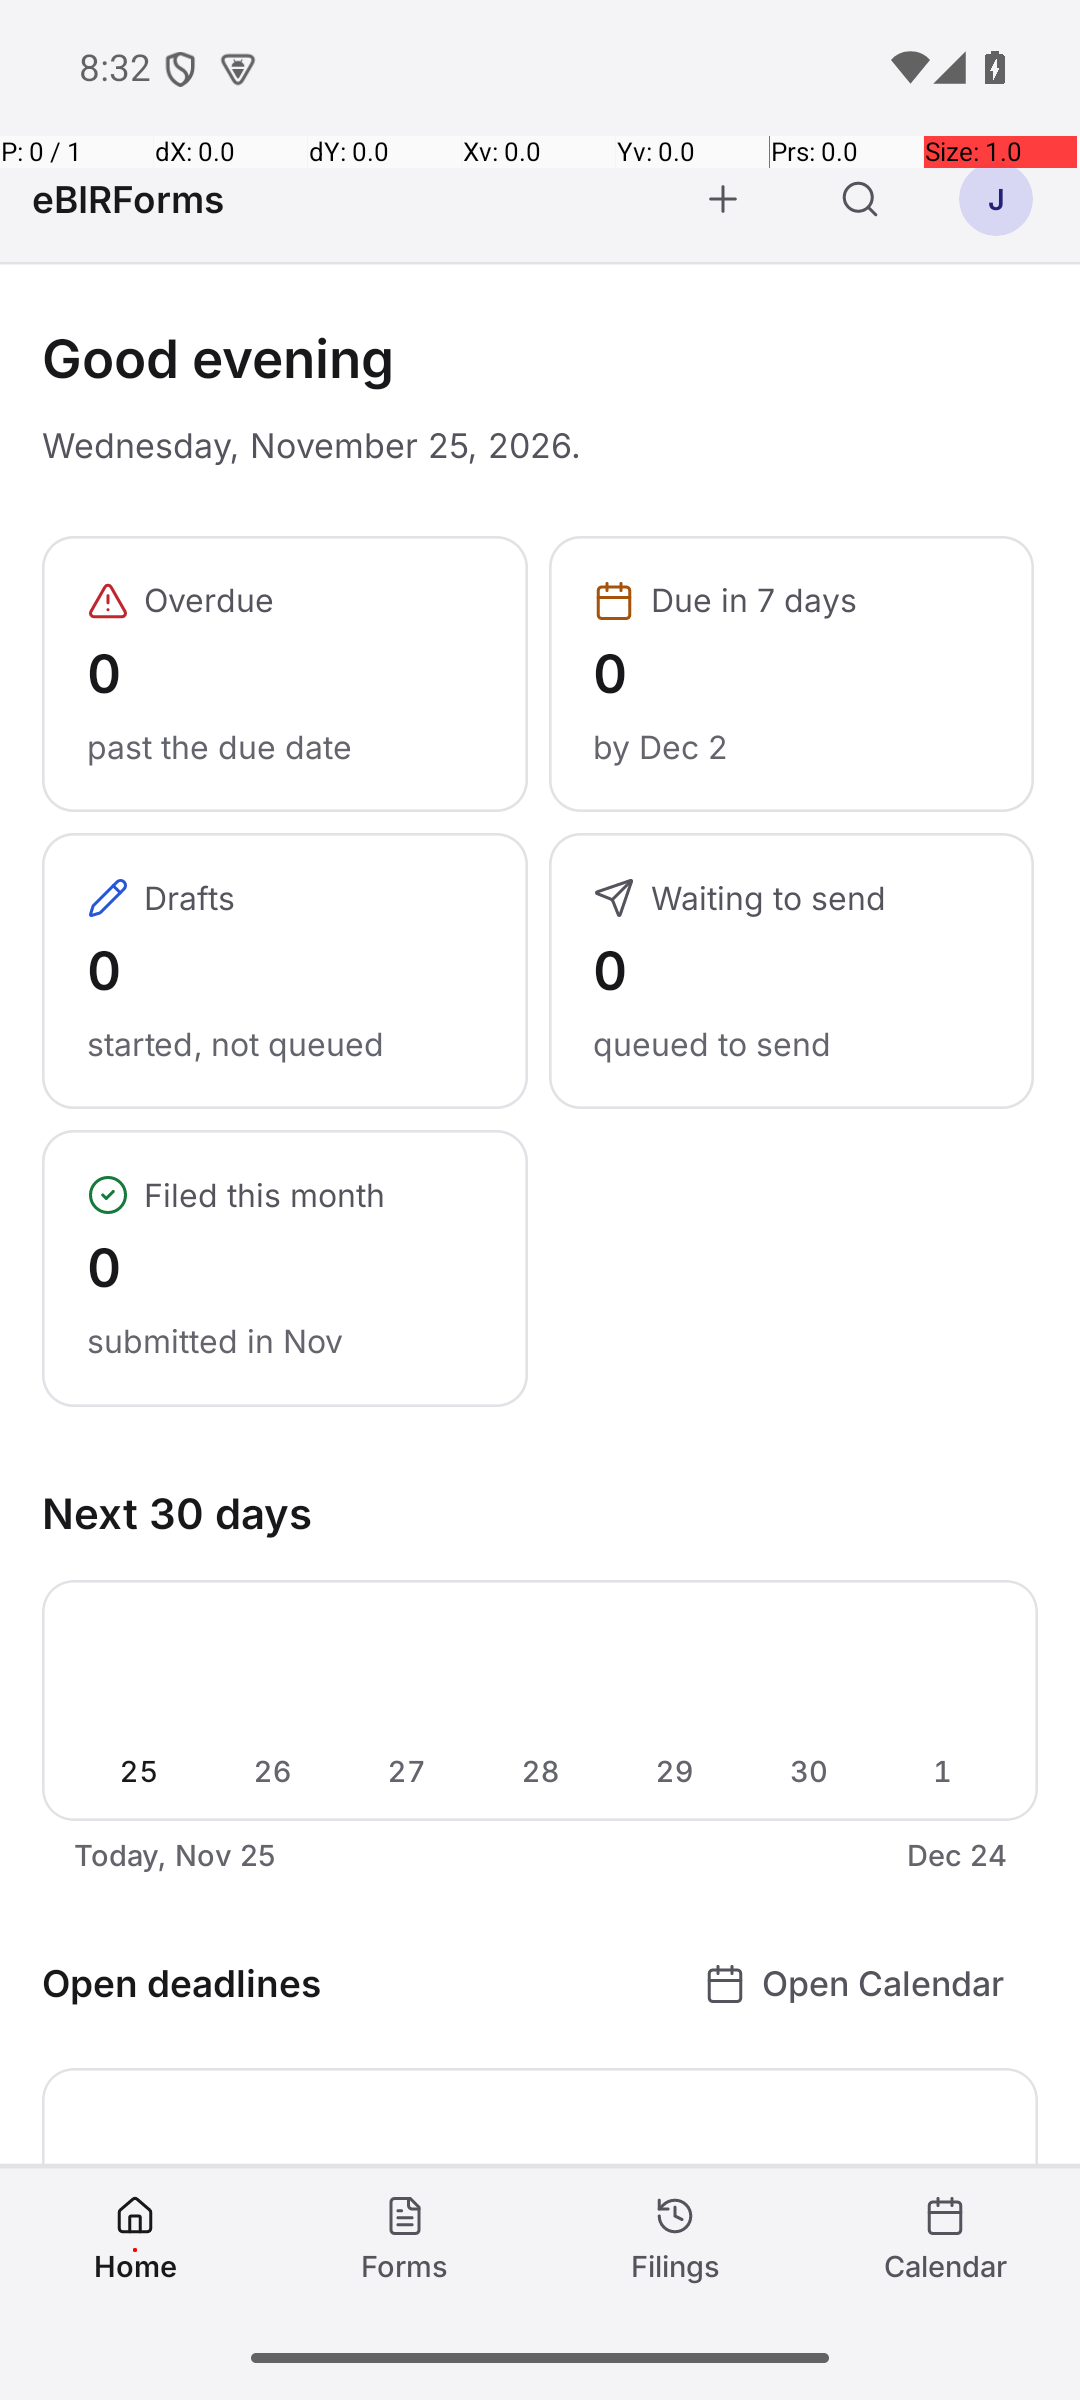 8:32
P: 0 / 1 dX: 0.0 dY: 0.0 Xv: 0.0 Yv: 0.0 Prs: 0.0 Size: 1.0
eBIRForms J
Good evening
Wednesday, November 25, 2026.
Overdue
0
past the due date
Due in 7 days
0
by Dec 2
Drafts
0
started, not queued
Waiting to send
0
queued to send
Filed this month
0
submitted in Nov
Next 30 days
25 26 27 28 29 30 1
Today, Nov 25 Dec 24
Open deadlines Open Calendar
Home Forms Filings Calendar